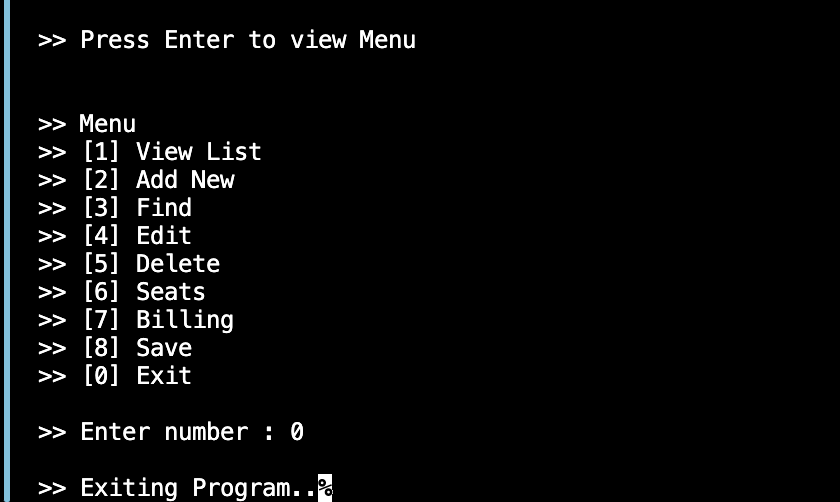 >> Press Enter to view Menu
>> Menu
>> [1] View List
>> [2] Add New
>> [3] Find
>> [4] Edit
>> [5] Delete
>> [6] Seats
>> [7] Billing
>> [8] Save
>> [0] Exit
>> Enter number : 0
>> Exiting Program..%